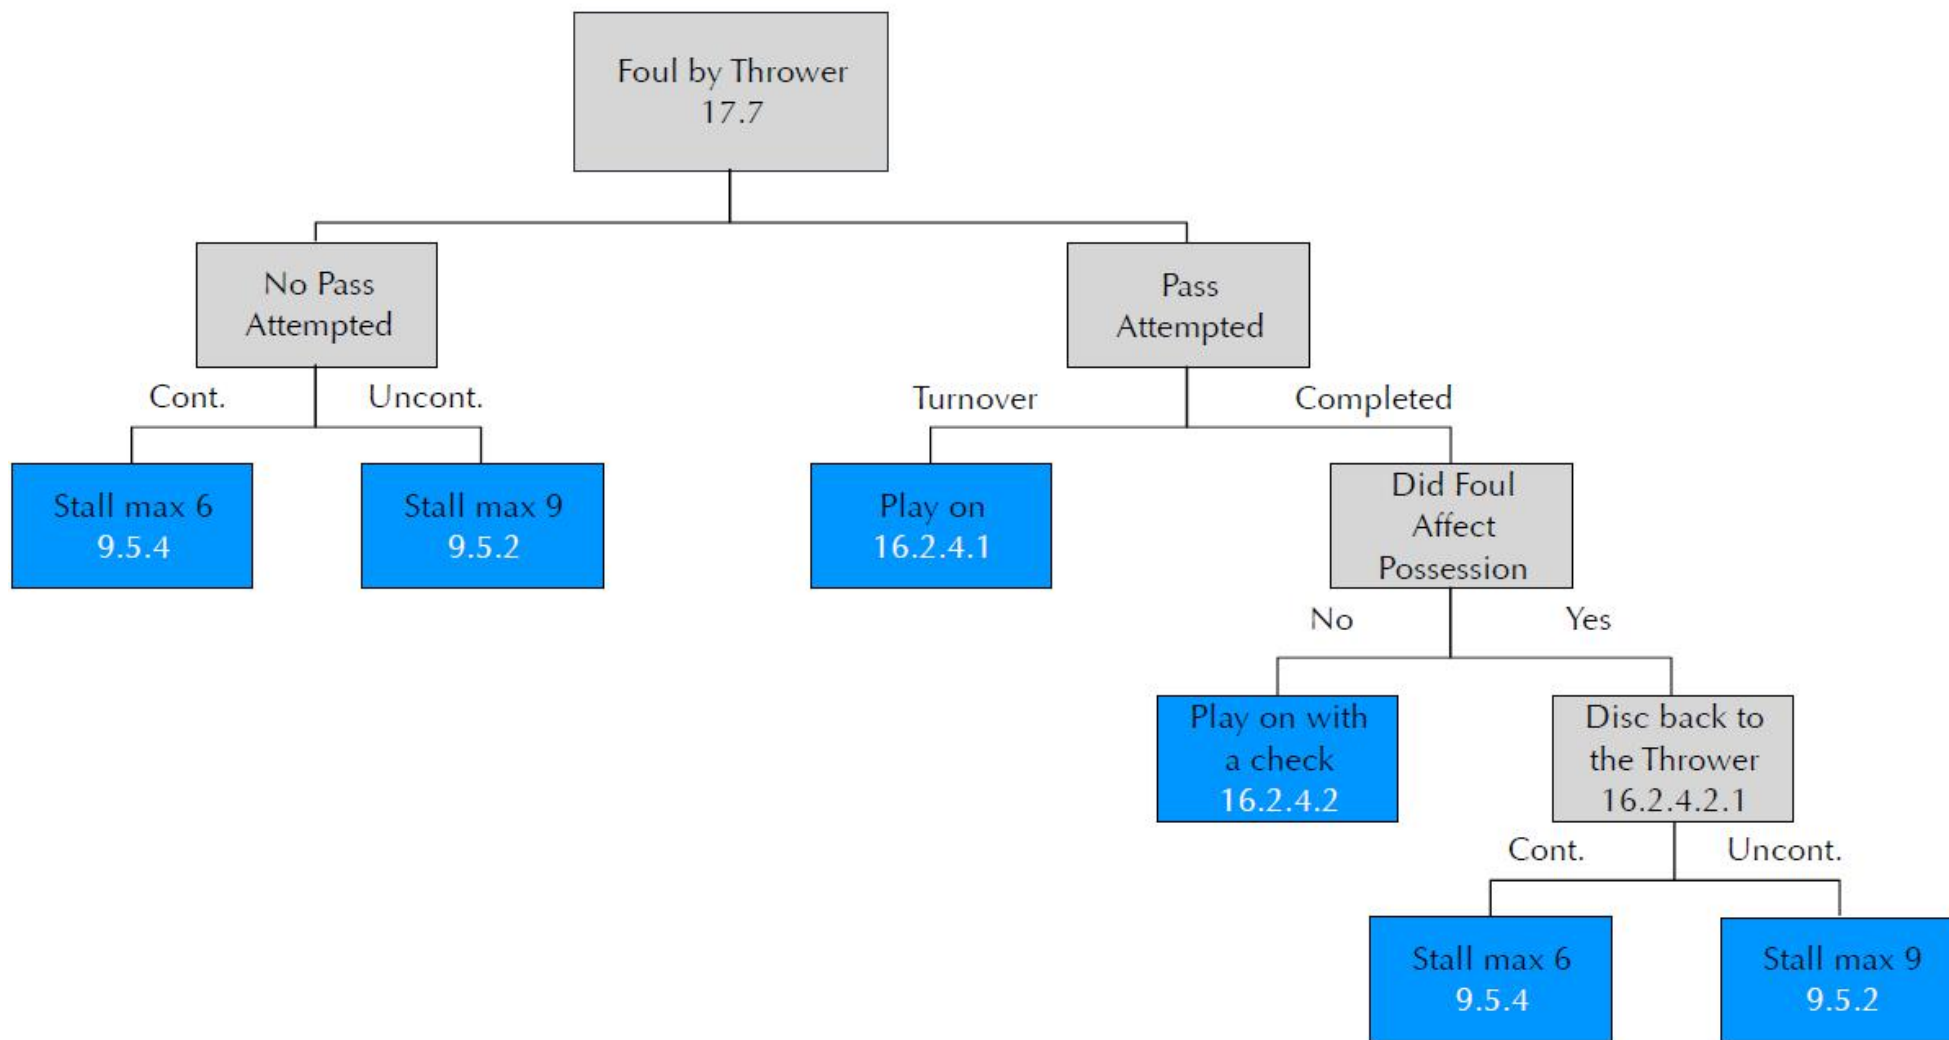 Foul by Thrower
17.7
No Pass
Attempted
Pass
Attempted
Cont.
Uncont.
Turnover
Completed
Stall max 6
9.5.4
Stall max 9
9.5.2
Play on
16.2.4.1
Did Foul
Affect
Possession
No
Yes
Play on with
a check
16.2.4.2
Disc back to
the Thrower
16.2.4.2.1
Cont.
Uncont.
Stall max 6
9.5.4
Stall max 9
9.5.2